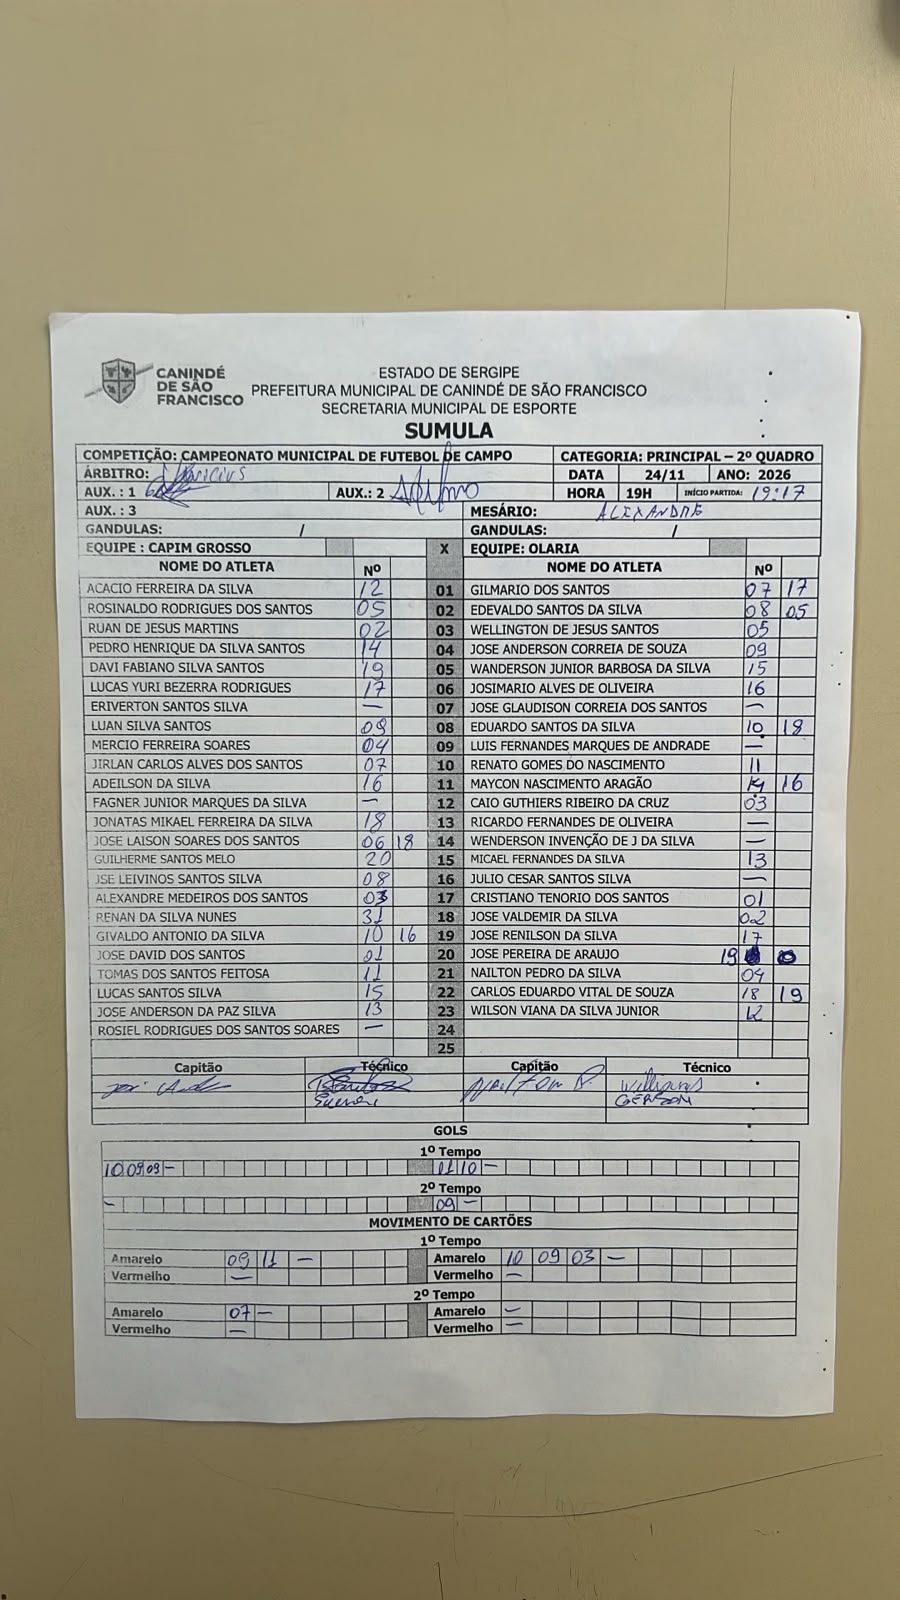 CANINDÉ
DE SÃO
FRANCISCO
ESTADO DE SERGIPE
PREFEITURA MUNICIPAL DE CANINDÉ DE SÃO FRANCISCO
SECRETARIA MUNICIPAL DE ESPORTE
SUMULA
COMPETIÇÃO: CAMPEONATO MUNICIPAL DE FUTEBOL DE CAMPO CATEGORIA: PRINCIPAL – 2º QUADRO
ÁRBITRO: DATA 24/11 ANO: 2026
AUX. : 1 AUX.: 2 HORA 19H INÍCIO PARTIDA: 19:17
AUX. : 3 MESÁRIO: ALEXANDRE
GANDULAS: / GANDULAS: /
EQUIPE : CAPIM GROSSO X EQUIPE: OLARIA
NOME DO ATLETA Nº NOME DO ATLETA Nº
ACACIO FERREIRA DA SILVA 12 01 GILMARIO DOS SANTOS 07 17
ROSINALDO RODRIGUES DOS SANTOS 05 02 EDEVALDO SANTOS DA SILVA 08 05
RUAN DE JESUS MARTINS 02 03 WELLINGTON DE JESUS SANTOS 05
PEDRO HENRIQUE DA SILVA SANTOS 14 04 JOSE ANDERSON CORREIA DE SOUZA 09
DAVI FABIANO SILVA SANTOS 19 05 WANDERSON JUNIOR BARBOSA DA SILVA 15
LUCAS YURI BEZERRA RODRIGUES 17 06 JOSIMARIO ALVES DE OLIVEIRA 16
ERIVERTON SANTOS SILVA — 07 JOSE GLAUDISON CORREIA DOS SANTOS —
LUAN SILVA SANTOS 09 08 EDUARDO SANTOS DA SILVA 10 18
MERCIO FERREIRA SOARES 04 09 LUIS FERNANDES MARQUES DE ANDRADE —
JIRLAN CARLOS ALVES DOS SANTOS 07 10 RENATO GOMES DO NASCIMENTO 11
ADEILSON DA SILVA 16 11 MAYCON NASCIMENTO ARAGÃO 14 16
FAGNER JUNIOR MARQUES DA SILVA — 12 CAIO GUTHIERS RIBEIRO DA CRUZ 03
JONATAS MIKAEL FERREIRA DA SILVA 18 13 RICARDO FERNANDES DE OLIVEIRA —
JOSE LAISON SOARES DOS SANTOS 06 18 14 WENDERSON INVENÇÃO DE J DA SILVA —
GUILHERME SANTOS MELO 20 15 MICAEL FERNANDES DA SILVA 13
JSE LEIVINOS SANTOS SILVA 08 16 JULIO CESAR SANTOS SILVA —
ALEXANDRE MEDEIROS DOS SANTOS 03 17 CRISTIANO TENORIO DOS SANTOS 01
RENAN DA SILVA NUNES 31 18 JOSE VALDEMIR DA SILVA 02
GIVALDO ANTONIO DA SILVA 10 16 19 JOSE RENILSON DA SILVA 17
JOSE DAVID DOS SANTOS 01 20 JOSE PEREIRA DE ARAUJO 19
TOMAS DOS SANTOS FEITOSA 11 21 NAILTON PEDRO DA SILVA 04
LUCAS SANTOS SILVA 15 22 CARLOS EDUARDO VITAL DE SOUZA 18 19
JOSE ANDERSON DA PAZ SILVA 13 23 WILSON VIANA DA SILVA JUNIOR 12
ROSIEL RODRIGUES DOS SANTOS SOARES — 24
25
Capitão Técnico Capitão Técnico
Williams
GERSON
GOLS
1º Tempo
10 09 09 — 11 10 —
2º Tempo
— 09 —
MOVIMENTO DE CARTÕES
1º Tempo
Amarelo 09 11 — Amarelo 10 09 03 —
Vermelho — Vermelho —
2º Tempo
Amarelo 07 — Amarelo —
Vermelho — Vermelho —